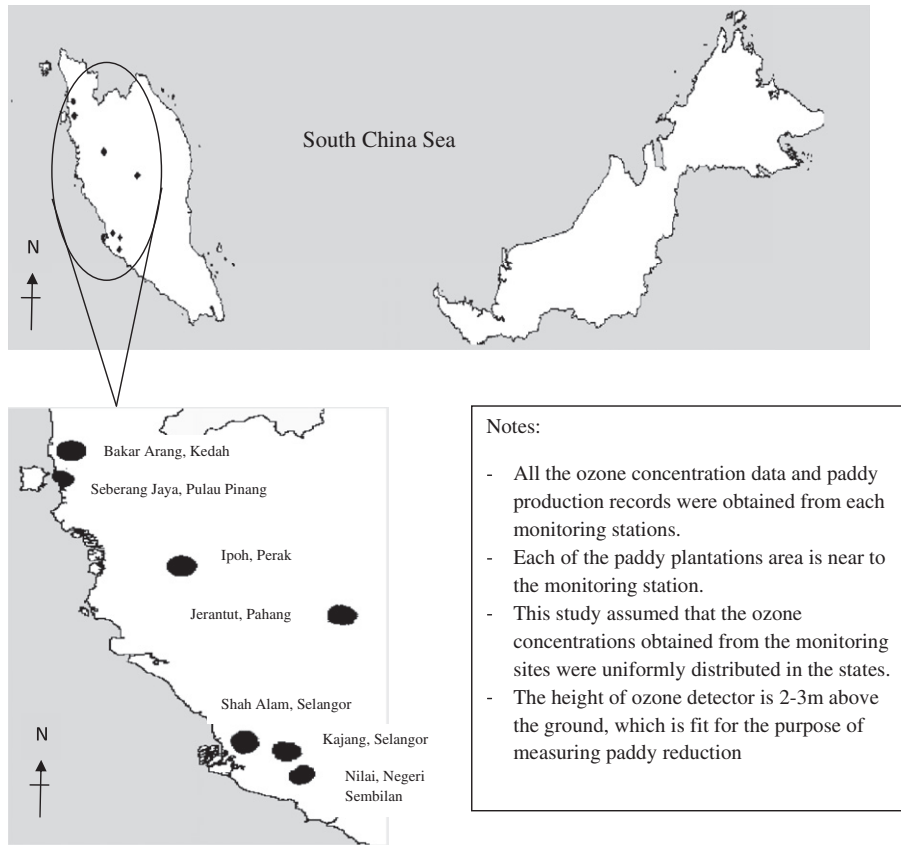 South China Sea
N
Bakar Arang, Kedah
Seberang Jaya, Pulau Pinang
Ipoh, Perak
Jerantut, Pahang
Shah Alam, Selangor
Kajang, Selangor
N
Nilai, Negeri
Sembilan
Notes:
- All the ozone concentration data and paddy
production records were obtained from each
monitoring stations.
- Each of the paddy plantations area is near to
the monitoring station.
- This study assumed that the ozone
concentrations obtained from the monitoring
sites were uniformly distributed in the states.
- The height of ozone detector is 2-3m above
the ground, which is fit for the purpose of
measuring paddy reduction